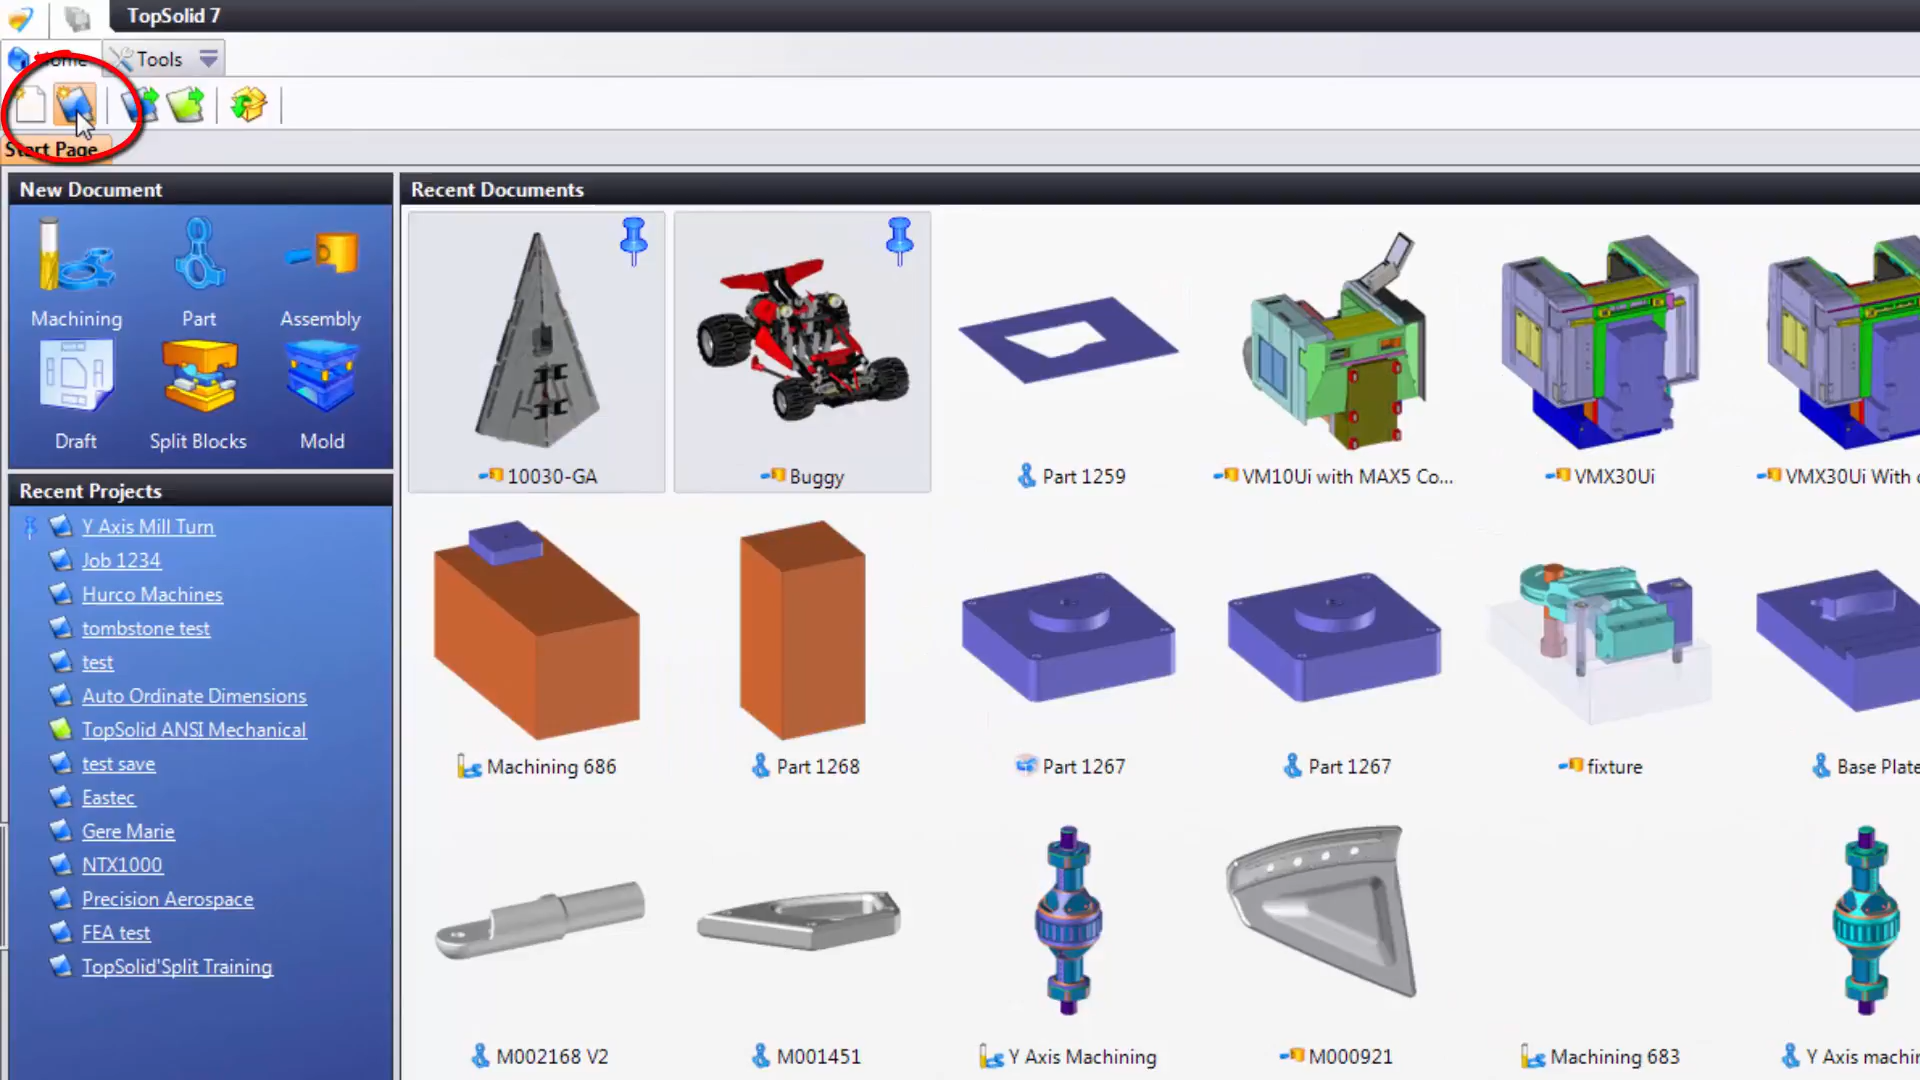 TopSolid 7
Home Tools
Start Page
New Document
Machining Part Assembly
Draft Split Blocks Mold
Recent Projects
Y Axis Mill Turn
Job 1234
Hurco Machines
tombstone test
test
Auto Ordinate Dimensions
TopSolid ANSI Mechanical
test save
Eastec
Gere Marie
NTX1000
Precision Aerospace
FEA test
TopSolid'Split Training
Recent Documents
10030-GA Buggy Part 1259 VM10Ui with MAX5 Co... VMX30Ui VMX30Ui With
Machining 686 Part 1268 Part 1267 Part 1267 fixture Base Plate
M002168 V2 M001451 Y Axis Machining M000921 Machining 683 Y Axis